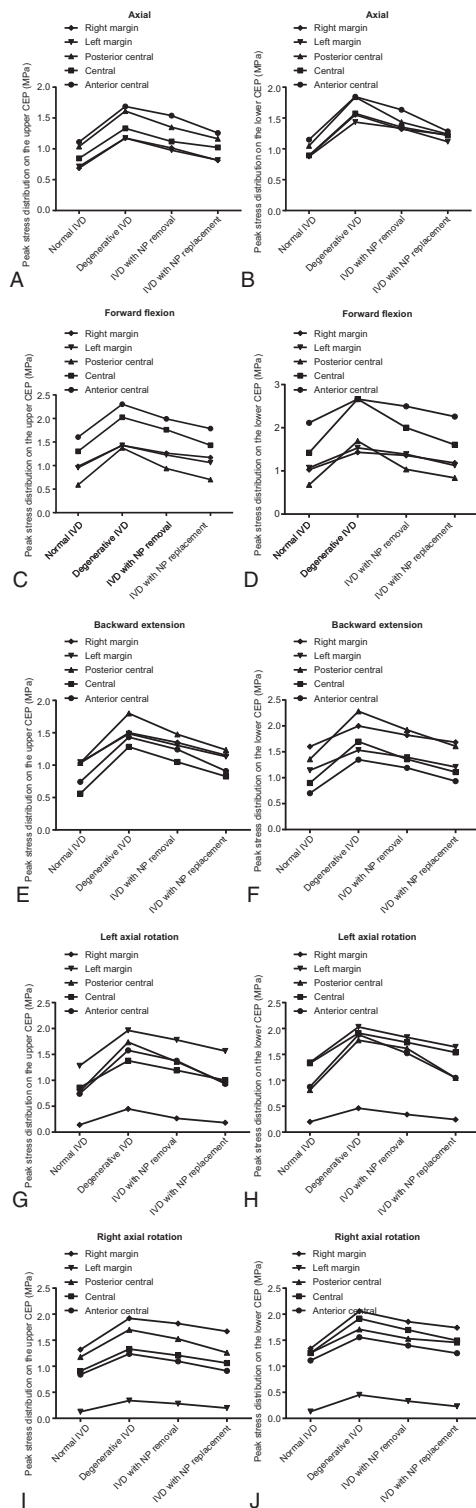 Axial
Right margin
Left margin
Posterior central
Central
Anterior central
Peak stress distribution on the upper CEP (MPa)
2.0
1.5
1.0
0.5
0.0
Normal IVD
Degenerative IVD
IVD with NP removal
IVD with NP replacement
A
Axial
Right margin
Left margin
Posterior central
Central
Anterior central
Peak stress distribution on the lower CEP (MPa)
2.0
1.5
1.0
0.5
0.0
Normal IVD
Degenerative IVD
IVD with NP removal
IVD with NP replacement
B
Forward flexion
Right margin
Left margin
Posterior central
Central
Anterior central
Peak stress distribution on the upper CEP (MPa)
2.5
2.0
1.5
1.0
0.5
0.0
Normal IVD
Degenerative IVD
IVD with NP removal
IVD with NP replacement
C
Forward flexion
Right margin
Left margin
Posterior central
Central
Anterior central
Peak stress distribution on the lower CEP (MPa)
3
2
1
0
Normal IVD
Degenerative IVD
IVD with NP removal
IVD with NP replacement
D
Backward extension
Right margin
Left margin
Posterior central
Central
Anterior central
Peak stress distribution on the upper CEP (MPa)
2.0
1.5
1.0
0.5
0.0
Normal IVD
Degenerative IVD
IVD with NP removal
IVD with NP replacement
E
Backward extension
Right margin
Left margin
Posterior central
Central
Anterior central
Peak stress distribution on the lower CEP (MPa)
2.5
2.0
1.5
1.0
0.5
0.0
Normal IVD
Degenerative IVD
IVD with NP removal
IVD with NP replacement
F
Left axial rotation
Right margin
Left margin
Posterior central
Central
Anterior central
Peak stress distribution on the upper CEP (MPa)
2.5
2.0
1.5
1.0
0.5
0.0
Normal IVD
Degenerative IVD
IVD with NP removal
IVD with NP replacement
G
Left axial rotation
Right margin
Left margin
Posterior central
Central
Anterior central
Peak stress distribution on the lower CEP (MPa)
2.5
2.0
1.5
1.0
0.5
0.0
Normal IVD
Degenerative IVD
IVD with NP removal
IVD with NP replacement
H
Right axial rotation
Right margin
Left margin
Posterior central
Central
Anterior central
Peak stress distribution on the upper CEP (MPa)
2.5
2.0
1.5
1.0
0.5
0.0
Normal IVD
Degenerative IVD
IVD with NP removal
IVD with NP replacement
I
Right axial rotation
Right margin
Left margin
Posterior central
Central
Anterior central
Peak stress distribution on the lower CEP (MPa)
2.5
2.0
1.5
1.0
0.5
0.0
Normal IVD
Degenerative IVD
IVD with NP removal
IVD with NP replacement
J